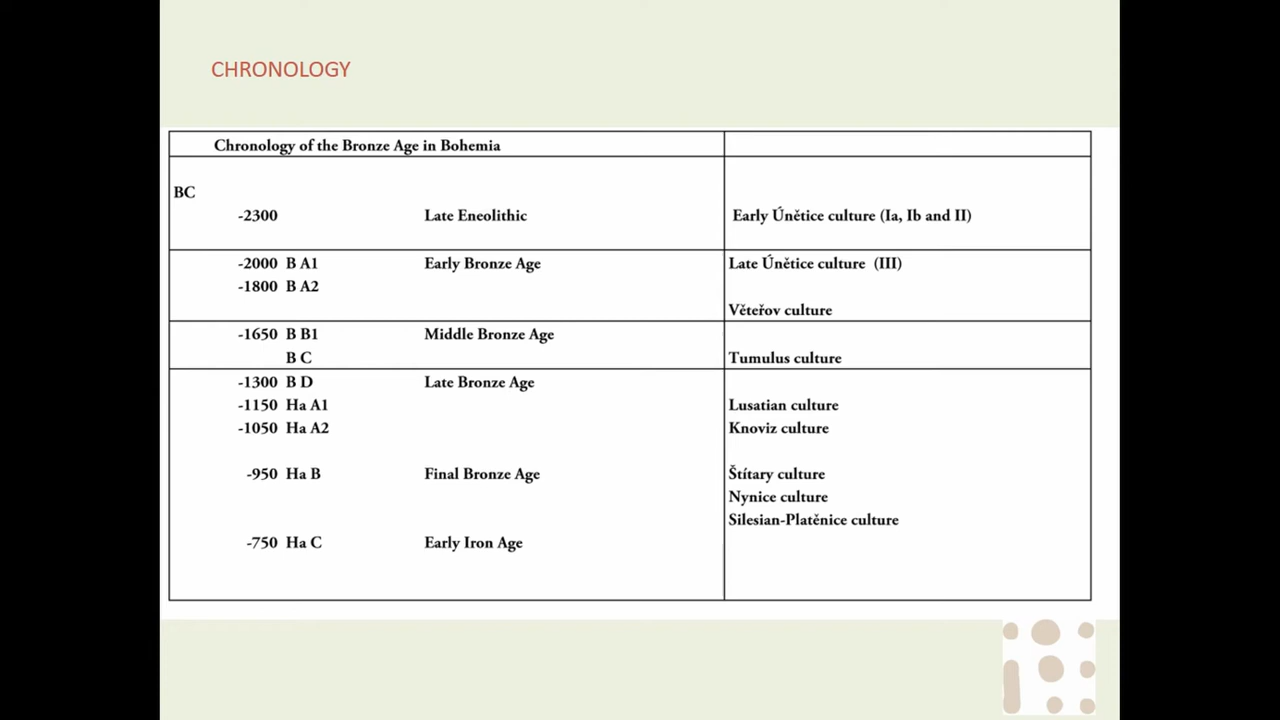 CHRONOLOGY
Chronology of the Bronze Age in Bohemia
BC
-2300 Late Eneolithic Early Únětice culture (Ia, Ib and II)
-2000 B A1 Early Bronze Age Late Únětice culture (III)
-1800 B A2
Věteřov culture
-1650 B B1 Middle Bronze Age
B C Tumulus culture
-1300 B D Late Bronze Age
-1150 Ha A1 Lusatian culture
-1050 Ha A2 Knoviz culture
-950 Ha B Final Bronze Age Štítary culture
Nynice culture
Silesian-Platěnice culture
-750 Ha C Early Iron Age